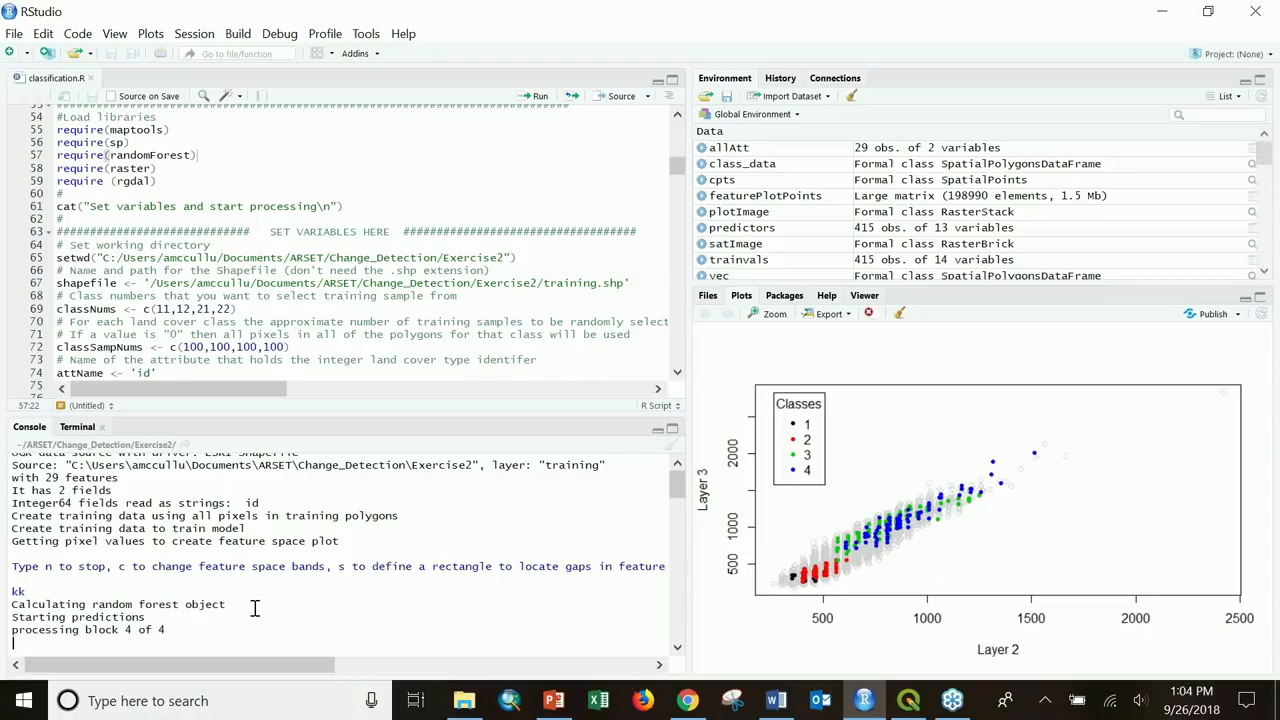 RStudio
File Edit Code View Plots Session Build Debug Profile Tools Help
Go to file/function Addins Project: (None)
classification.R
Source on Save Run Source
54 #Load libraries
55 require(maptools)
56 require(sp)
57 require(randomForest)
58 require(raster)
59 require (rgdal)
60 #
61 cat("Set variables and start processing\n")
62 #
63 ############################# SET VARIABLES HERE ###################################
64 # Set working directory
65 setwd("C:/Users/amccullu/Documents/ARSET/Change_Detection/Exercise2")
66 # Name and path for the Shapefile (don't need the .shp extension)
67 shapefile <- '/Users/amccullu/Documents/ARSET/Change_Detection/Exercise2/training.shp'
68 # Class numbers that you want to select training sample from
69 classNums <- c(11,12,21,22)
70 # For each land cover class the approximate number of training samples to be randomly select
71 # If a value is "0" then all pixels in all of the polygons for that class will be used
72 classSampNums <- c(100,100,100,100)
73 # Name of the attribute that holds the integer land cover type identifer
74 attName <- 'id'
75
57:22 (Untitled) R Script
Console Terminal
~/ARSET/Change_Detection/Exercise2/
OGR data source with driver: ESRI Shapefile
Source: "C:\Users\amccullu\Documents\ARSET\Change_Detection\Exercise2", layer: "training"
with 29 features
It has 2 fields
Integer64 fields read as strings: id
Create training data using all pixels in training polygons
Create training data to train model
Getting pixel values to create feature space plot
Type n to stop, c to change feature space bands, s to define a rectangle to locate gaps in feature
kk
Calculating random forest object
Starting predictions
processing block 4 of 4
Environment History Connections
Import Dataset List
Global Environment
Data
allAtt 29 obs. of 2 variables
class_data Formal class SpatialPolygonsDataFrame
cpts Formal class SpatialPoints
featurePlotPoints Large matrix (198990 elements, 1.5 Mb)
plotImage Formal class RasterStack
predictors 415 obs. of 13 variables
satImage Formal class RasterBrick
trainvals 415 obs. of 14 variables
vec Formal class SpatialPolygonsDataFrame
Files Plots Packages Help Viewer
Zoom Export Publish
Classes
1
2
3
4
Layer 3
2000
1000
500
500 1000 1500 2000 2500
Layer 2
Type here to search
1:04 PM
9/26/2018